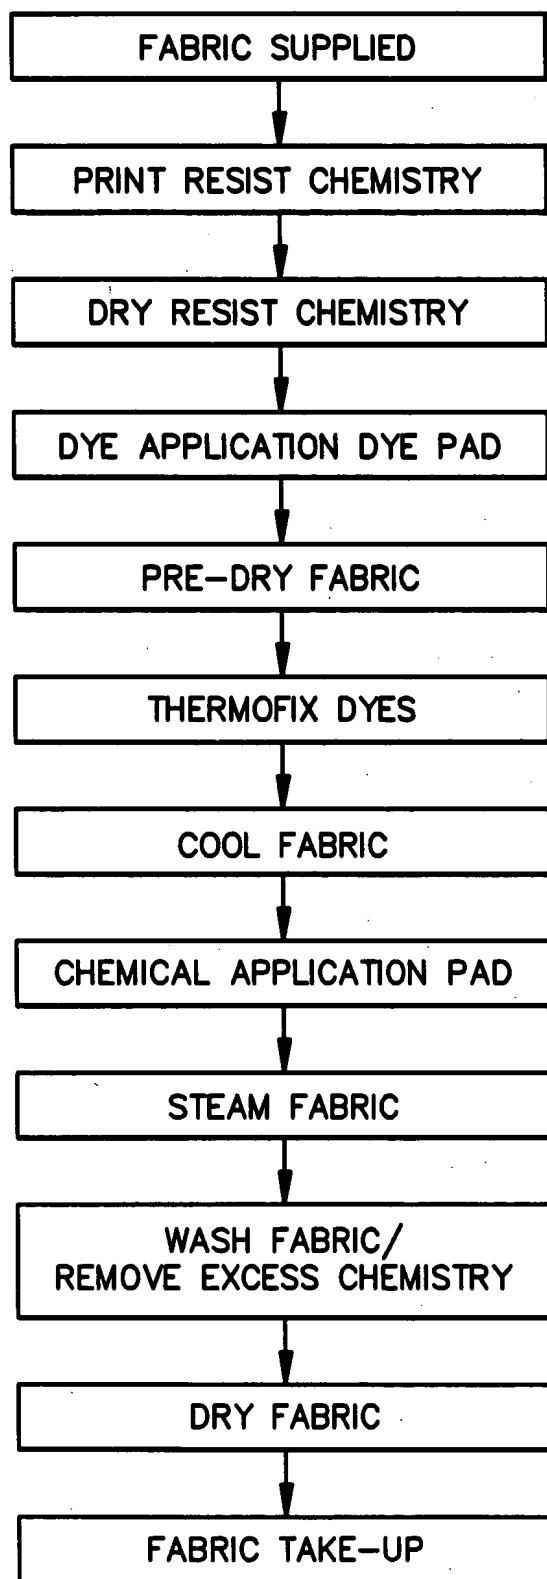 FABRIC SUPPLIED
PRINT RESIST CHEMISTRY
DRY RESIST CHEMISTRY
DYE APPLICATION DYE PAD
PRE-DRY FABRIC
THERMOFIX DYES
COOL FABRIC
CHEMICAL APPLICATION PAD
STEAM FABRIC
WASH FABRIC/
REMOVE EXCESS CHEMISTRY
DRY FABRIC
FABRIC TAKE-UP